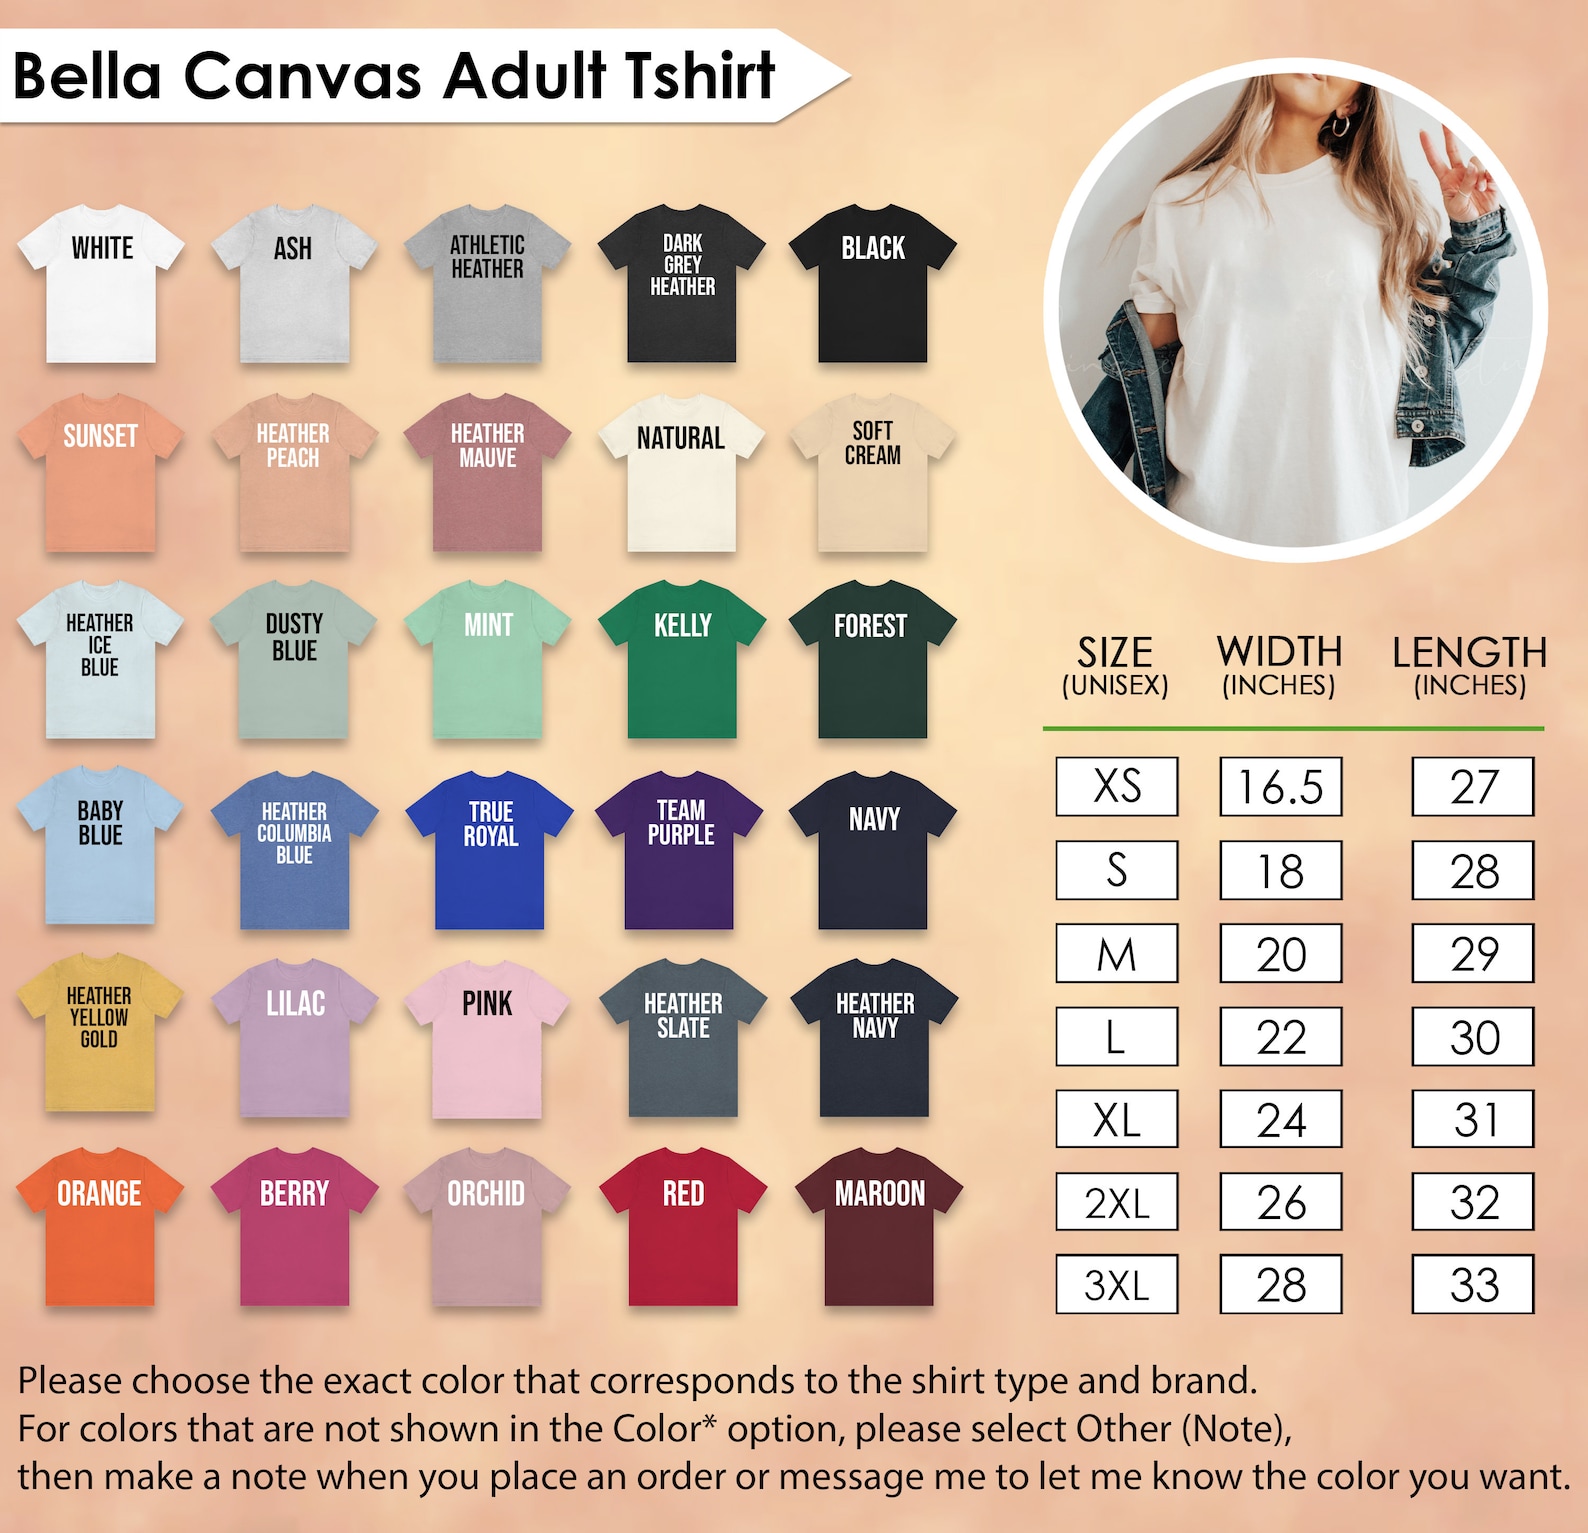 Bella Canvas Adult Tshirt
WHITE
ASH
ATHLETIC
HEATHER
DARK
GREY
HEATHER
BLACK
SUNSET
HEATHER
PEACH
HEATHER
MAUVE
NATURAL
SOFT
CREAM
HEATHER
ICE
BLUE
DUSTY
BLUE
MINT
KELLY
FOREST
BABY
BLUE
HEATHER
COLUMBIA
BLUE
TRUE
ROYAL
TEAM
PURPLE
NAVY
HEATHER
YELLOW
GOLD
LILAC
PINK
HEATHER
SLATE
HEATHER
NAVY
ORANGE
BERRY
ORCHID
RED
MAROON
SIZE WIDTH LENGTH
(UNISEX) (INCHES) (INCHES)
XS 16.5 27
S 18 28
M 20 29
L 22 30
XL 24 31
2XL 26 32
3XL 28 33
Please choose the exact color that corresponds to the shirt type and brand.
For colors that are not shown in the Color* option, please select Other (Note),
then make a note when you place an order or message me to let me know the color you want.